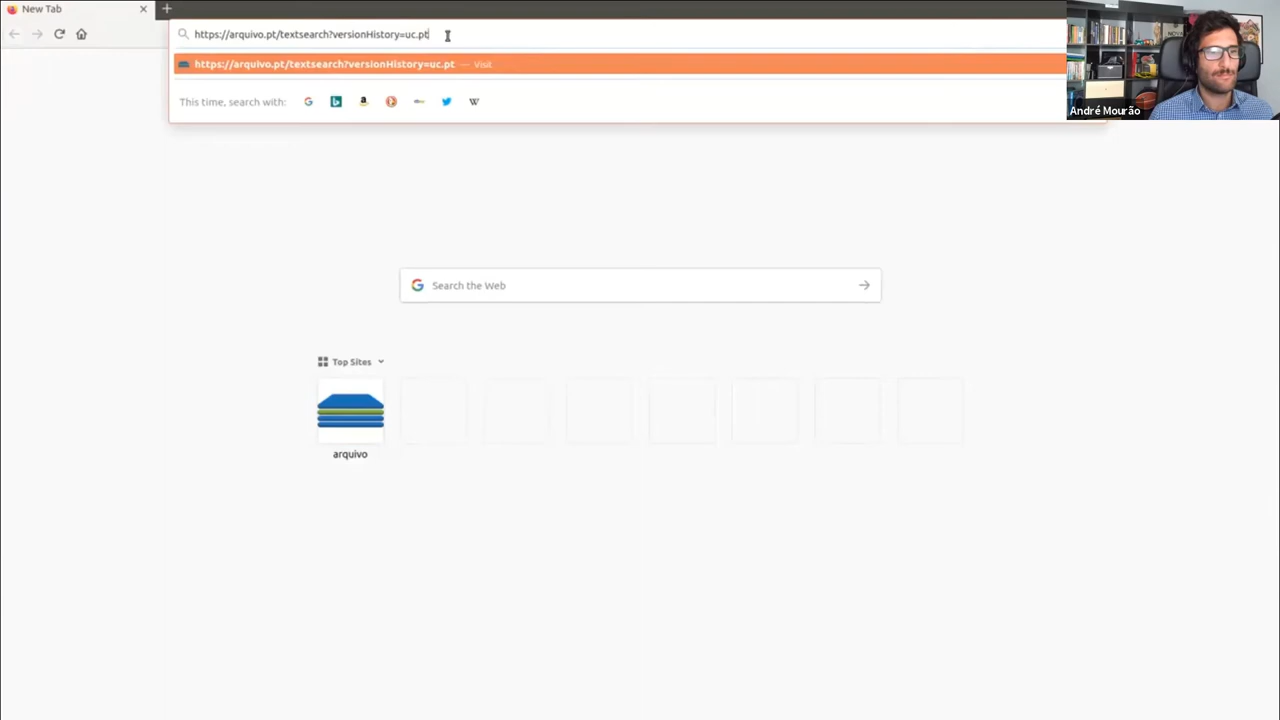 New Tab
https://arquivo.pt/textsearch?versionHistory=uc.pt
https://arquivo.pt/textsearch?versionHistory=uc.pt — Visit
This time, search with:
André Mourão
Search the Web
Top Sites
arquivo